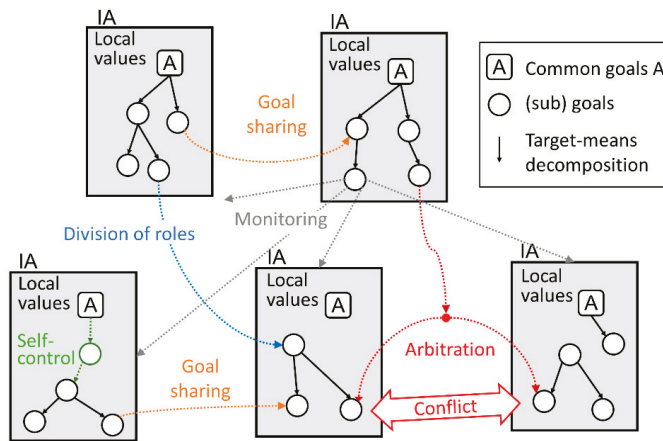 IA
Local
values
A
IA
Local
values
A
Goal
sharing
A Common goals A
(sub) goals
Target-means
decomposition
Monitoring
Division of roles
IA
Local
values
A
Self-
control
Goal
sharing
IA
Local
values
A
Arbitration
Conflict
IA
Local
values
A